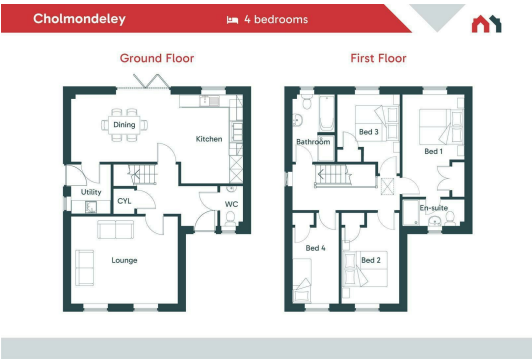 Cholmondeley
4 bedrooms
Ground Floor
First Floor
Dining
Kitchen
Utility
CYL
WC
Lounge
Bathroom
Bed 3
Bed 1
En-suite
Bed 4
Bed 2